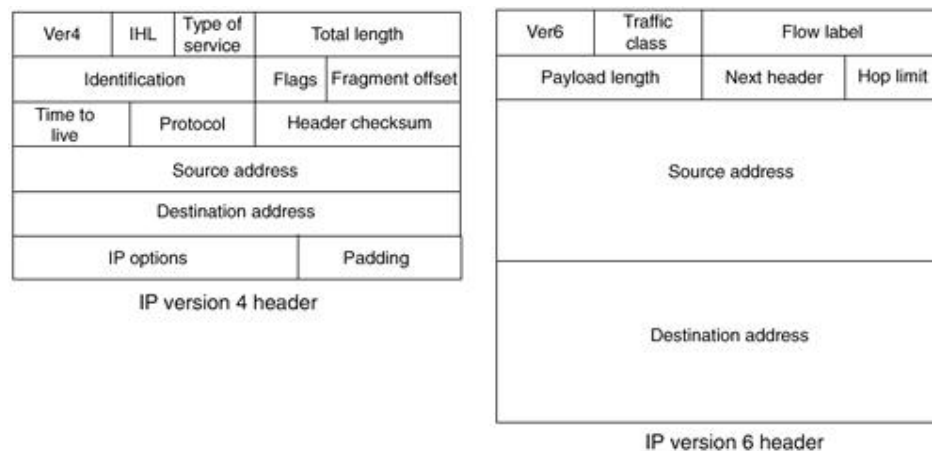 Ver4 IHL Type of service Total length
Identification Flags Fragment offset
Time to live Protocol Header checksum
Source address
Destination address
IP options Padding
IP version 4 header
Ver6 Traffic class Flow label
Payload length Next header Hop limit
Source address
Destination address
IP version 6 header